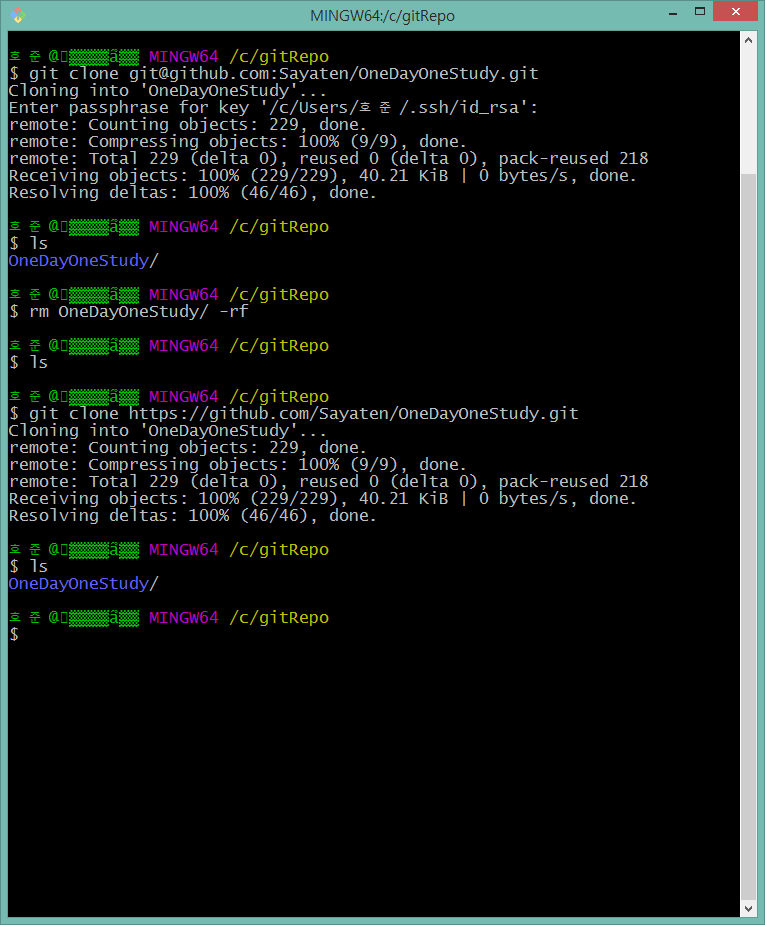 MINGW64:/c/gitRepo
호준@ MINGW64 /c/gitRepo
$ git clone git@github.com:Sayaten/OneDayOneStudy.git
Cloning into 'OneDayOneStudy'...
Enter passphrase for key '/c/Users/호준/.ssh/id_rsa':
remote: Counting objects: 229, done.
remote: Compressing objects: 100% (9/9), done.
remote: Total 229 (delta 0), reused 0 (delta 0), pack-reused 218
Receiving objects: 100% (229/229), 40.21 KiB | 0 bytes/s, done.
Resolving deltas: 100% (46/46), done.
호준@ MINGW64 /c/gitRepo
$ ls
OneDayOneStudy/
호준@ MINGW64 /c/gitRepo
$ rm OneDayOneStudy/ -rf
호준@ MINGW64 /c/gitRepo
$ ls
호준@ MINGW64 /c/gitRepo
$ git clone https://github.com/Sayaten/OneDayOneStudy.git
Cloning into 'OneDayOneStudy'...
remote: Counting objects: 229, done.
remote: Compressing objects: 100% (9/9), done.
remote: Total 229 (delta 0), reused 0 (delta 0), pack-reused 218
Receiving objects: 100% (229/229), 40.21 KiB | 0 bytes/s, done.
Resolving deltas: 100% (46/46), done.
호준@ MINGW64 /c/gitRepo
$ ls
OneDayOneStudy/
호준@ MINGW64 /c/gitRepo
$